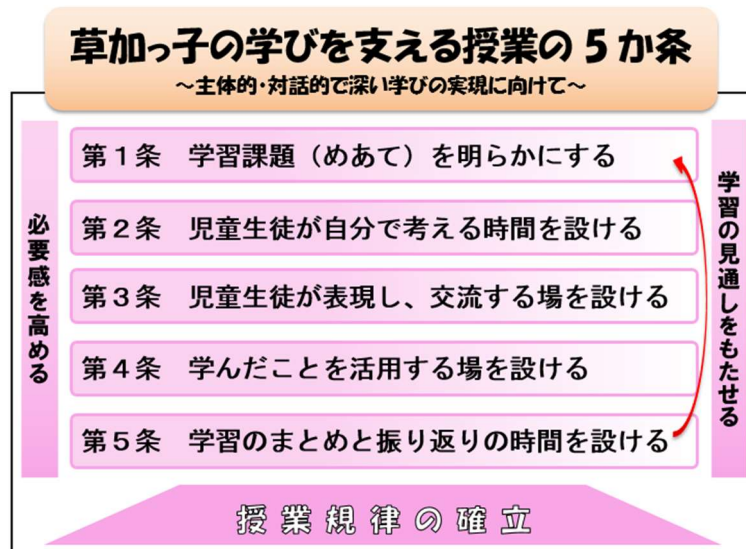 草加っ子の学びを支える授業の5か条
～主体的・対話的で深い学びの実現に向けて～
必要感を高める
第1条　学習課題（めあて）を明らかにする
第2条　児童生徒が自分で考える時間を設ける
第3条　児童生徒が表現し、交流する場を設ける
第4条　学んだことを活用する場を設ける
第5条　学習のまとめと振り返りの時間を設ける
学習の見通しをもたせる
授業規律の確立